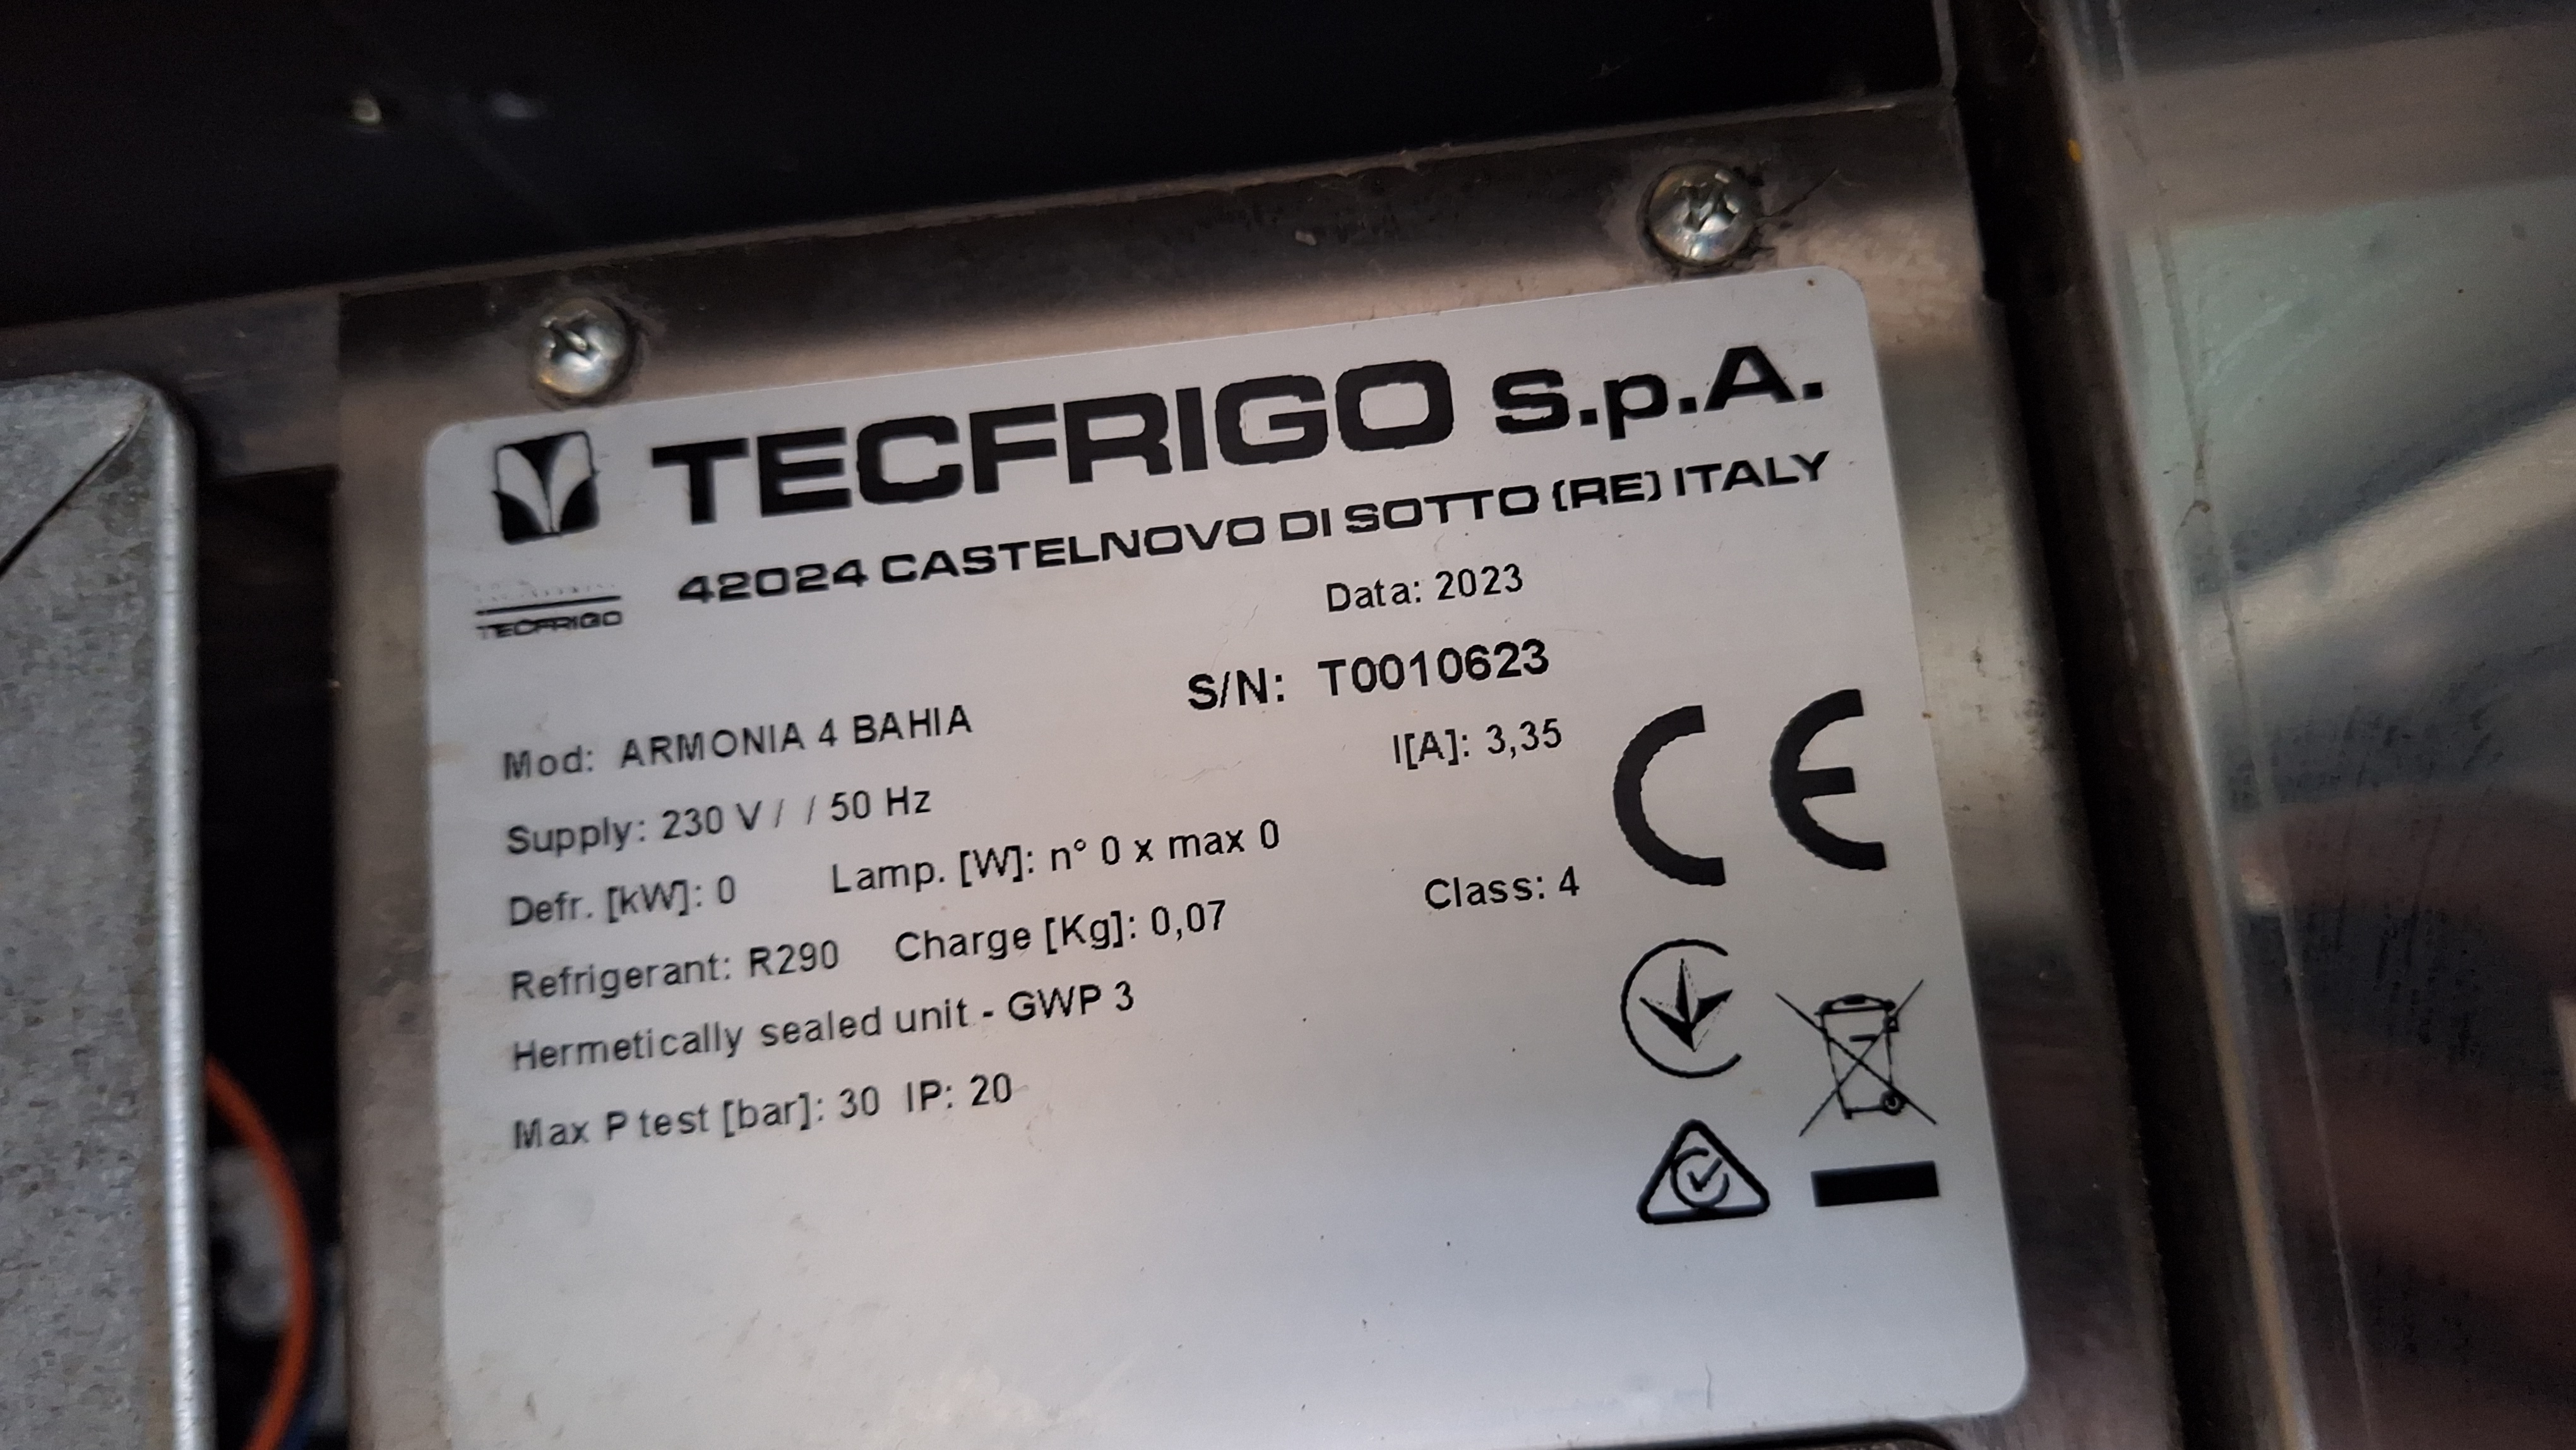 TECFRIGO s.p.A.
42024 CASTELNOVO DI SOTTO (RE) ITALY
TECFRIGO
Data: 2023
S/N: T0010623
Mod: ARMONIA 4 BAHIA
I[A]: 3,35
Supply: 230 V / / 50 Hz
Defr. [kW]: 0 Lamp. [W]: n° 0 x max 0
Class: 4
Refrigerant: R290 Charge [Kg]: 0,07
Hermetically sealed unit - GWP 3
Max P test [bar]: 30 IP: 20
CE